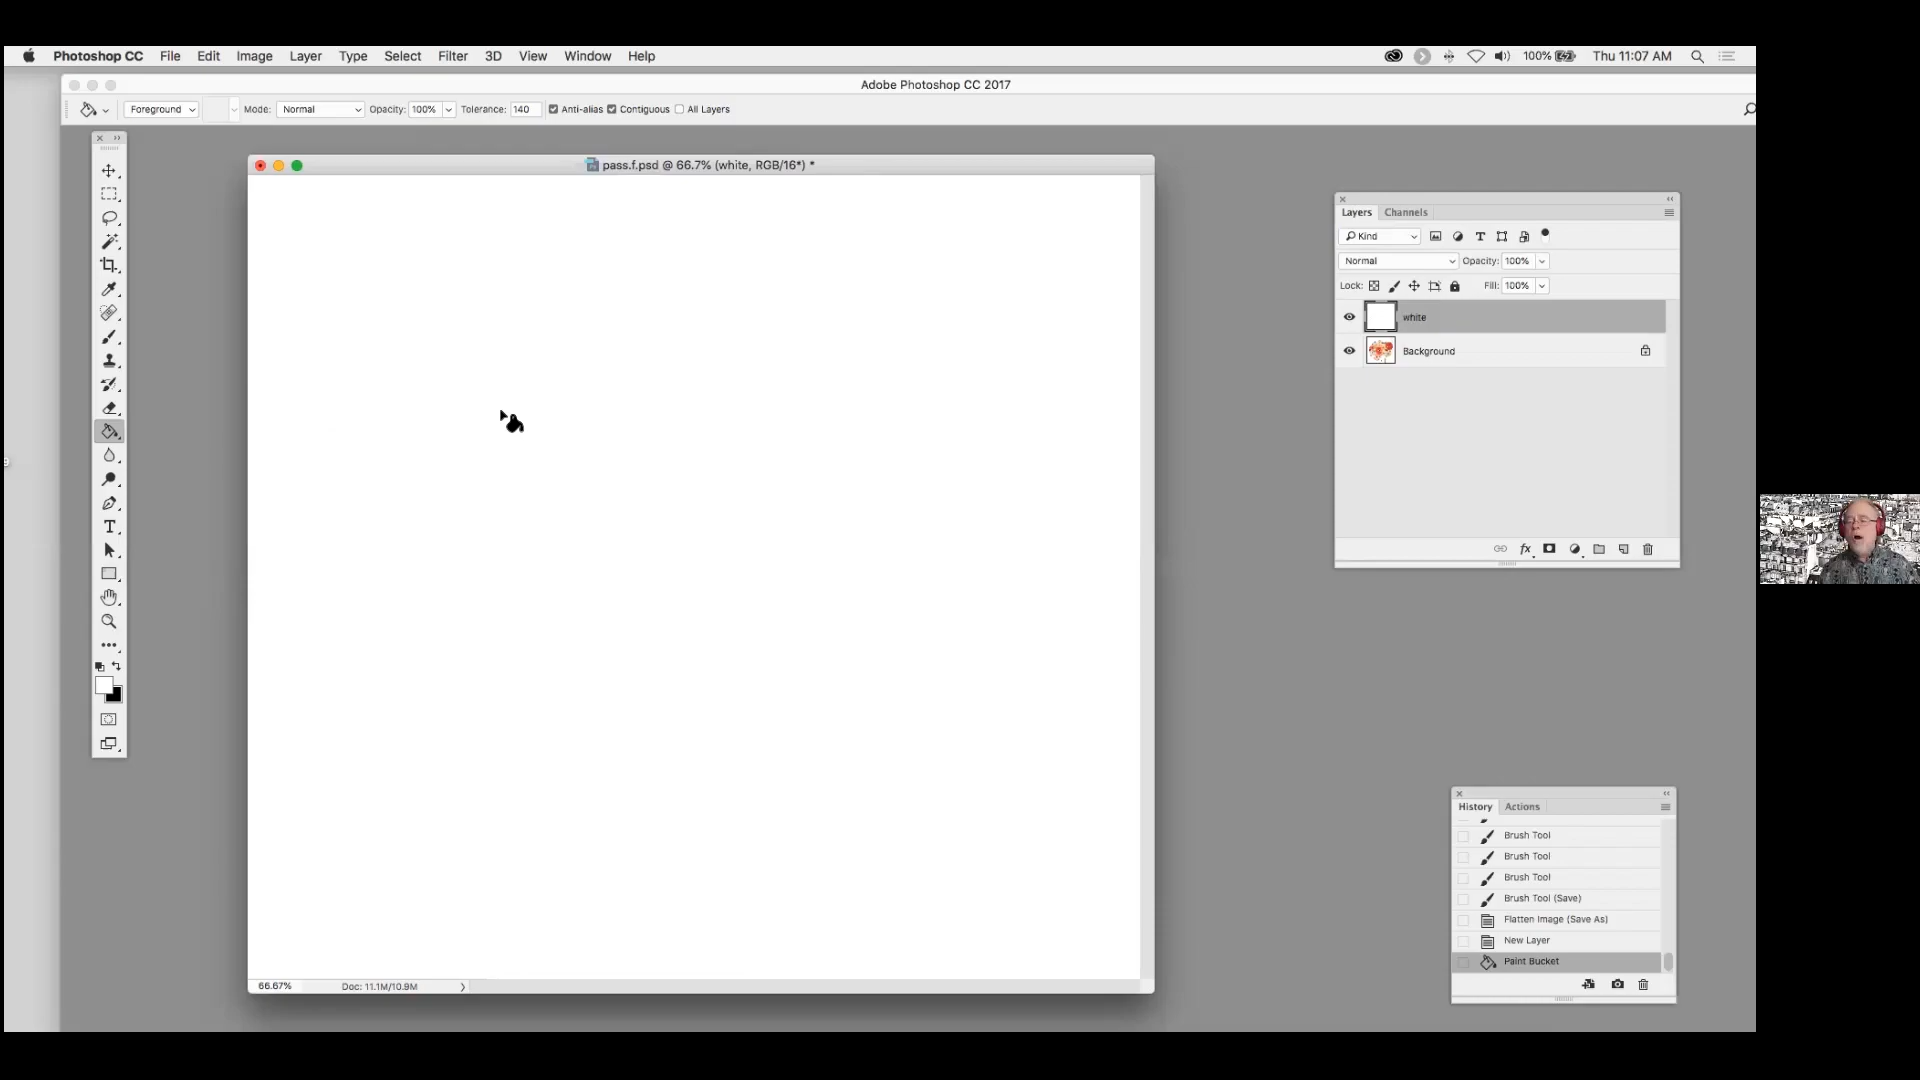 Photoshop CC File Edit Image Layer Type Select Filter 3D View Window Help 100% Thu 11:07 AM
Adobe Photoshop CC 2017
Foreground Mode: Normal Opacity: 100% Tolerance: 140 Anti-alias Contiguous All Layers
pass.f.psd @ 66.7% (white, RGB/16*) *
Layers Channels
Kind
Normal Opacity: 100%
Lock: Fill: 100%
white
Background
History Actions
Brush Tool
Brush Tool
Brush Tool
Brush Tool (Save)
Flatten Image (Save As)
New Layer
Paint Bucket
66.67% Doc: 11.1M/10.9M